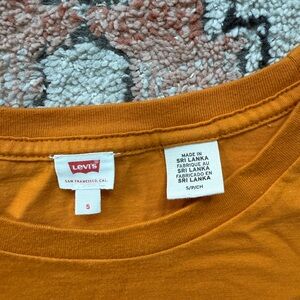 Levi's
SAN FRANCISCO, CAL.
S
MADE IN
SRI LANKA
FABRIQUÉ AU
SRI LANKA
FABRICADO EN
SRI LANKA
S/P/CH